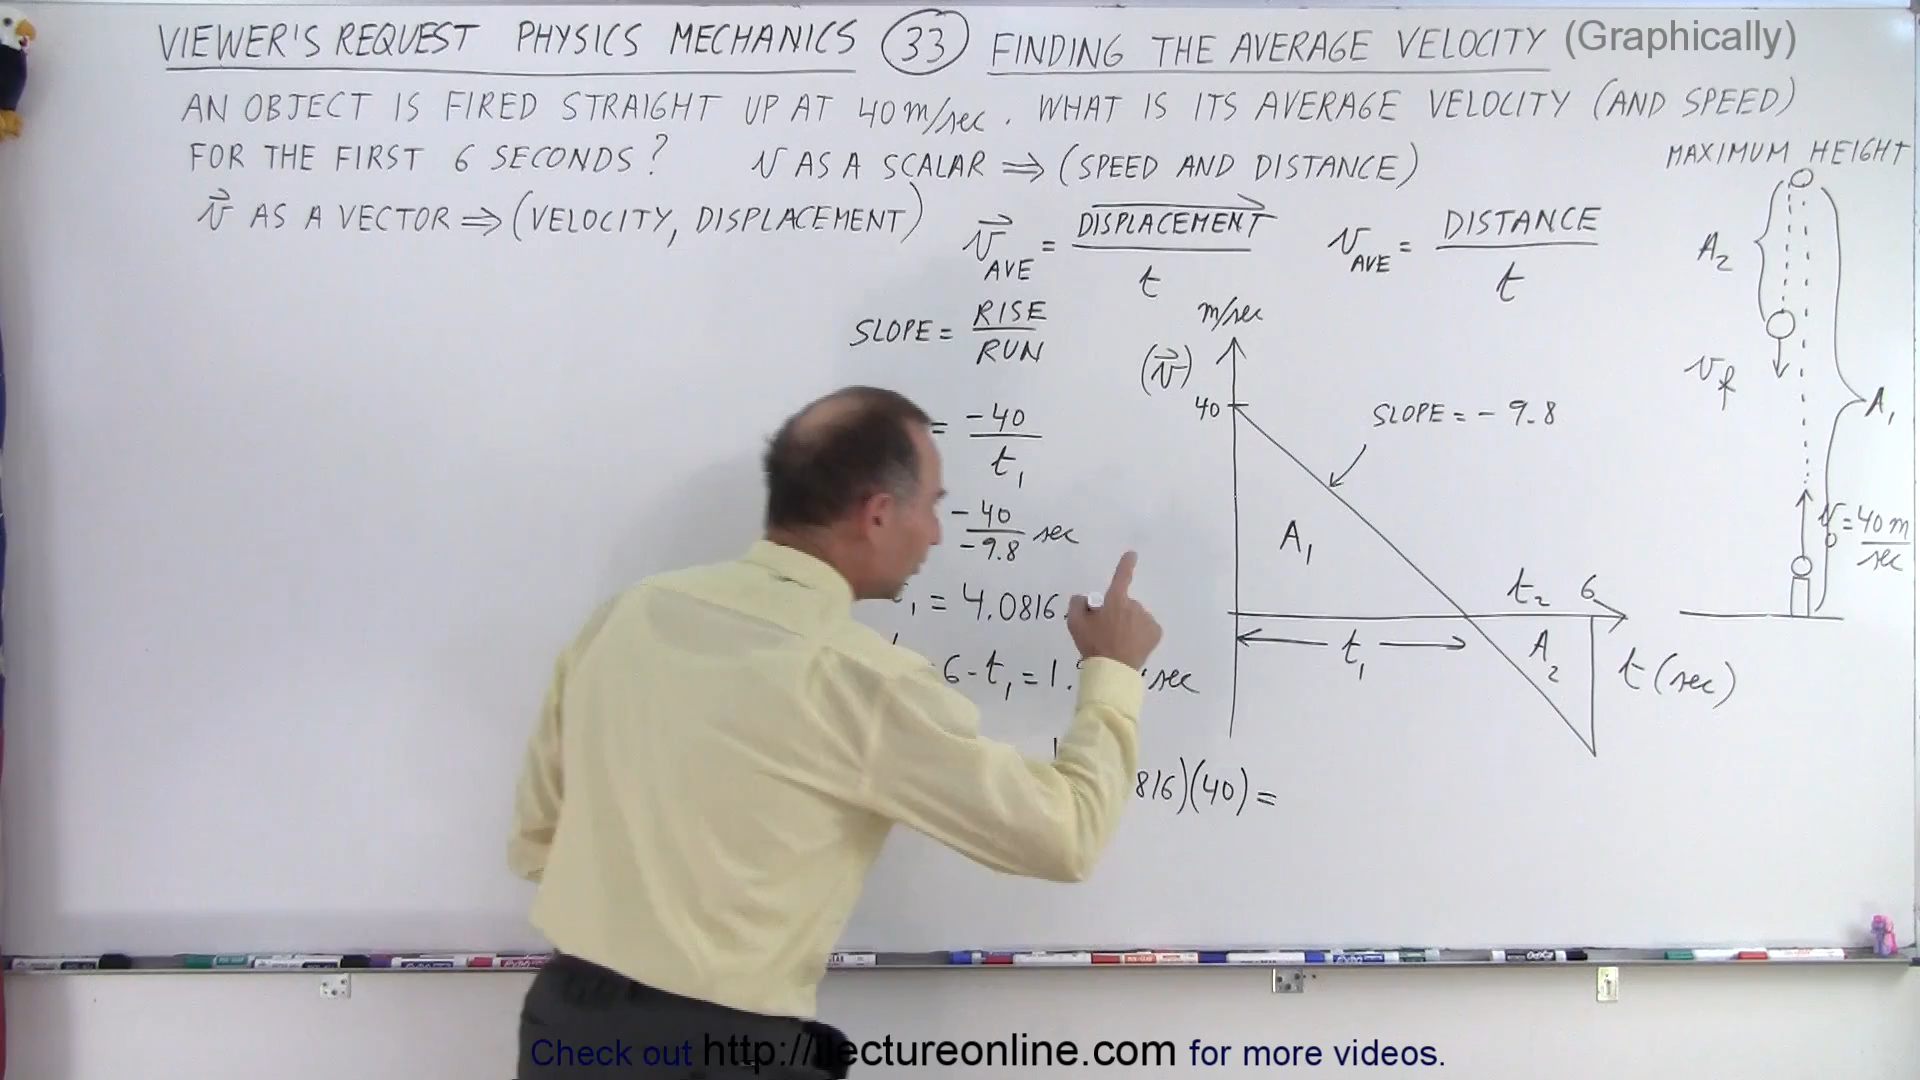 VIEWER'S REQUEST PHYSICS MECHANICS 33 FINDING THE AVERAGE VELOCITY (Graphically)
AN OBJECT IS FIRED STRAIGHT UP AT 40 m/sec. WHAT IS ITS AVERAGE VELOCITY (AND SPEED)
FOR THE FIRST 6 SECONDS? v AS A SCALAR ⇒ (SPEED AND DISTANCE)
v⃗ AS A VECTOR ⇒ (VELOCITY, DISPLACEMENT)
v⃗ AVE = DISPLACEMENT / t
v AVE = DISTANCE / t
MAXIMUM HEIGHT
A₂
v f
A₁
v₀ = 40 m/sec
SLOPE = RISE / RUN
= -40 / t₁
-40 / -9.8 sec
t₁ = 4.0816
6 - t₁ = 1. sec
816)(40) =
m/sec
(v⃗)
40
SLOPE = - 9.8
A₁
t₂ 6
t₁
A₂
t (sec)
Check out http://ilectureonline.com for more videos.